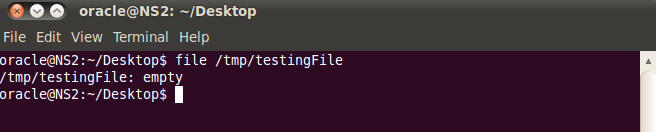 oracle@NS2: ~/Desktop
File Edit View Terminal Help
oracle@NS2:~/Desktop$ file /tmp/testingFile
/tmp/testingFile: empty
oracle@NS2:~/Desktop$